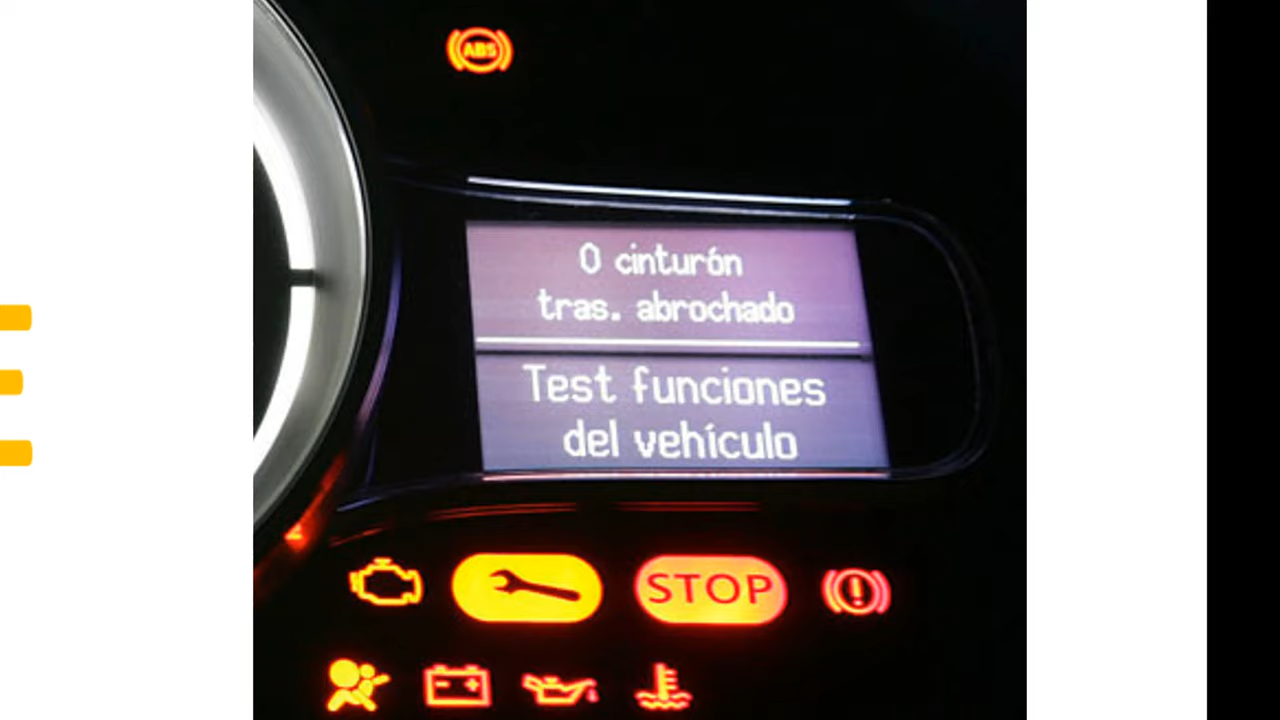 ABS
0 cinturón
tras. abrochado
Test funciones
del vehículo
STOP